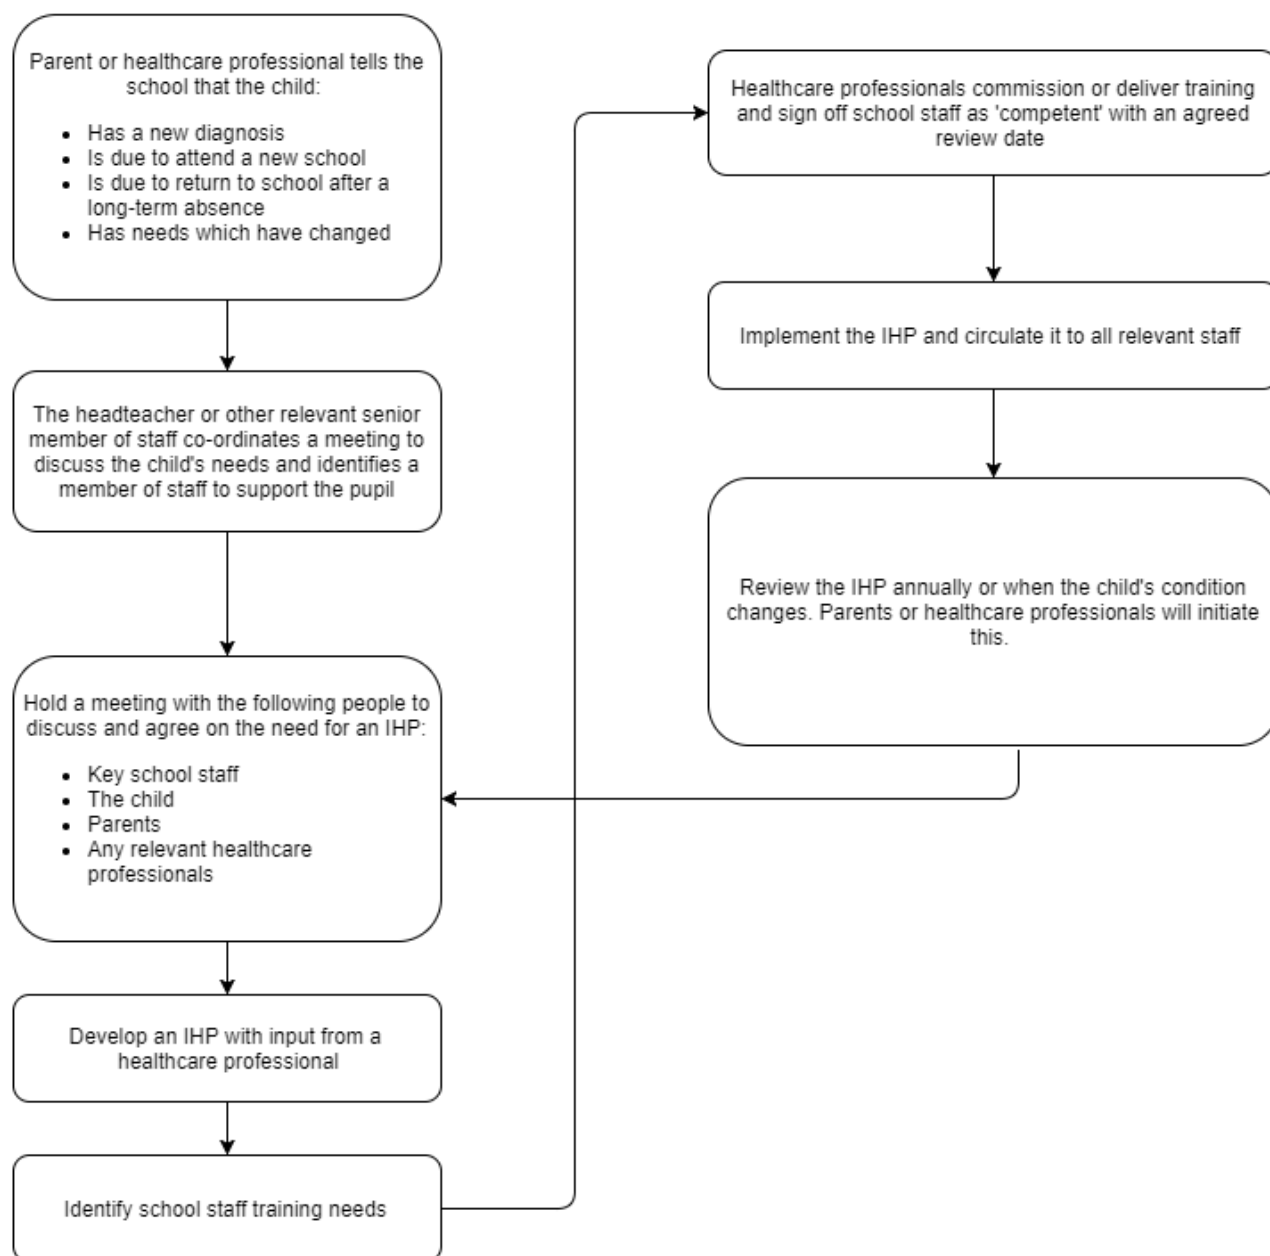 Parent or healthcare professional tells the
school that the child:
• Has a new diagnosis
• Is due to attend a new school
• Is due to return to school after a
long-term absence
• Has needs which have changed
The headteacher or other relevant senior
member of staff co-ordinates a meeting to
discuss the child's needs and identifies a
member of staff to support the pupil
Hold a meeting with the following people to
discuss and agree on the need for an IHP:
• Key school staff
• The child
• Parents
• Any relevant healthcare
professionals
Develop an IHP with input from a
healthcare professional
Identify school staff training needs
Healthcare professionals commission or deliver training
and sign off school staff as 'competent' with an agreed
review date
Implement the IHP and circulate it to all relevant staff
Review the IHP annually or when the child's condition
changes. Parents or healthcare professionals will initiate
this.